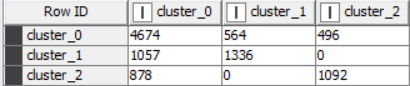 Row ID cluster_0 cluster_1 cluster_2
cluster_0 4674 564 496
cluster_1 1057 1336 0
cluster_2 878 0 1092